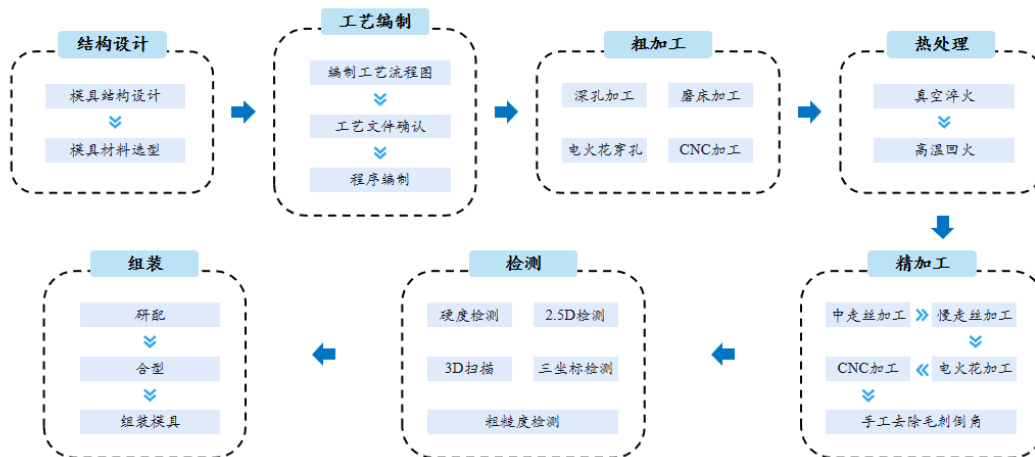 结构设计
模具结构设计
模具材料选型
工艺编制
编制工艺流程图
工艺文件确认
程序编制
粗加工
深孔加工
磨床加工
电火花穿孔
CNC加工
热处理
真空淬火
高温回火
精加工
中走丝加工
慢走丝加工
CNC加工
电火花加工
手工去除毛刺倒角
检测
硬度检测
2.5D检测
3D扫描
三坐标检测
粗糙度检测
组装
研配
合型
组装模具